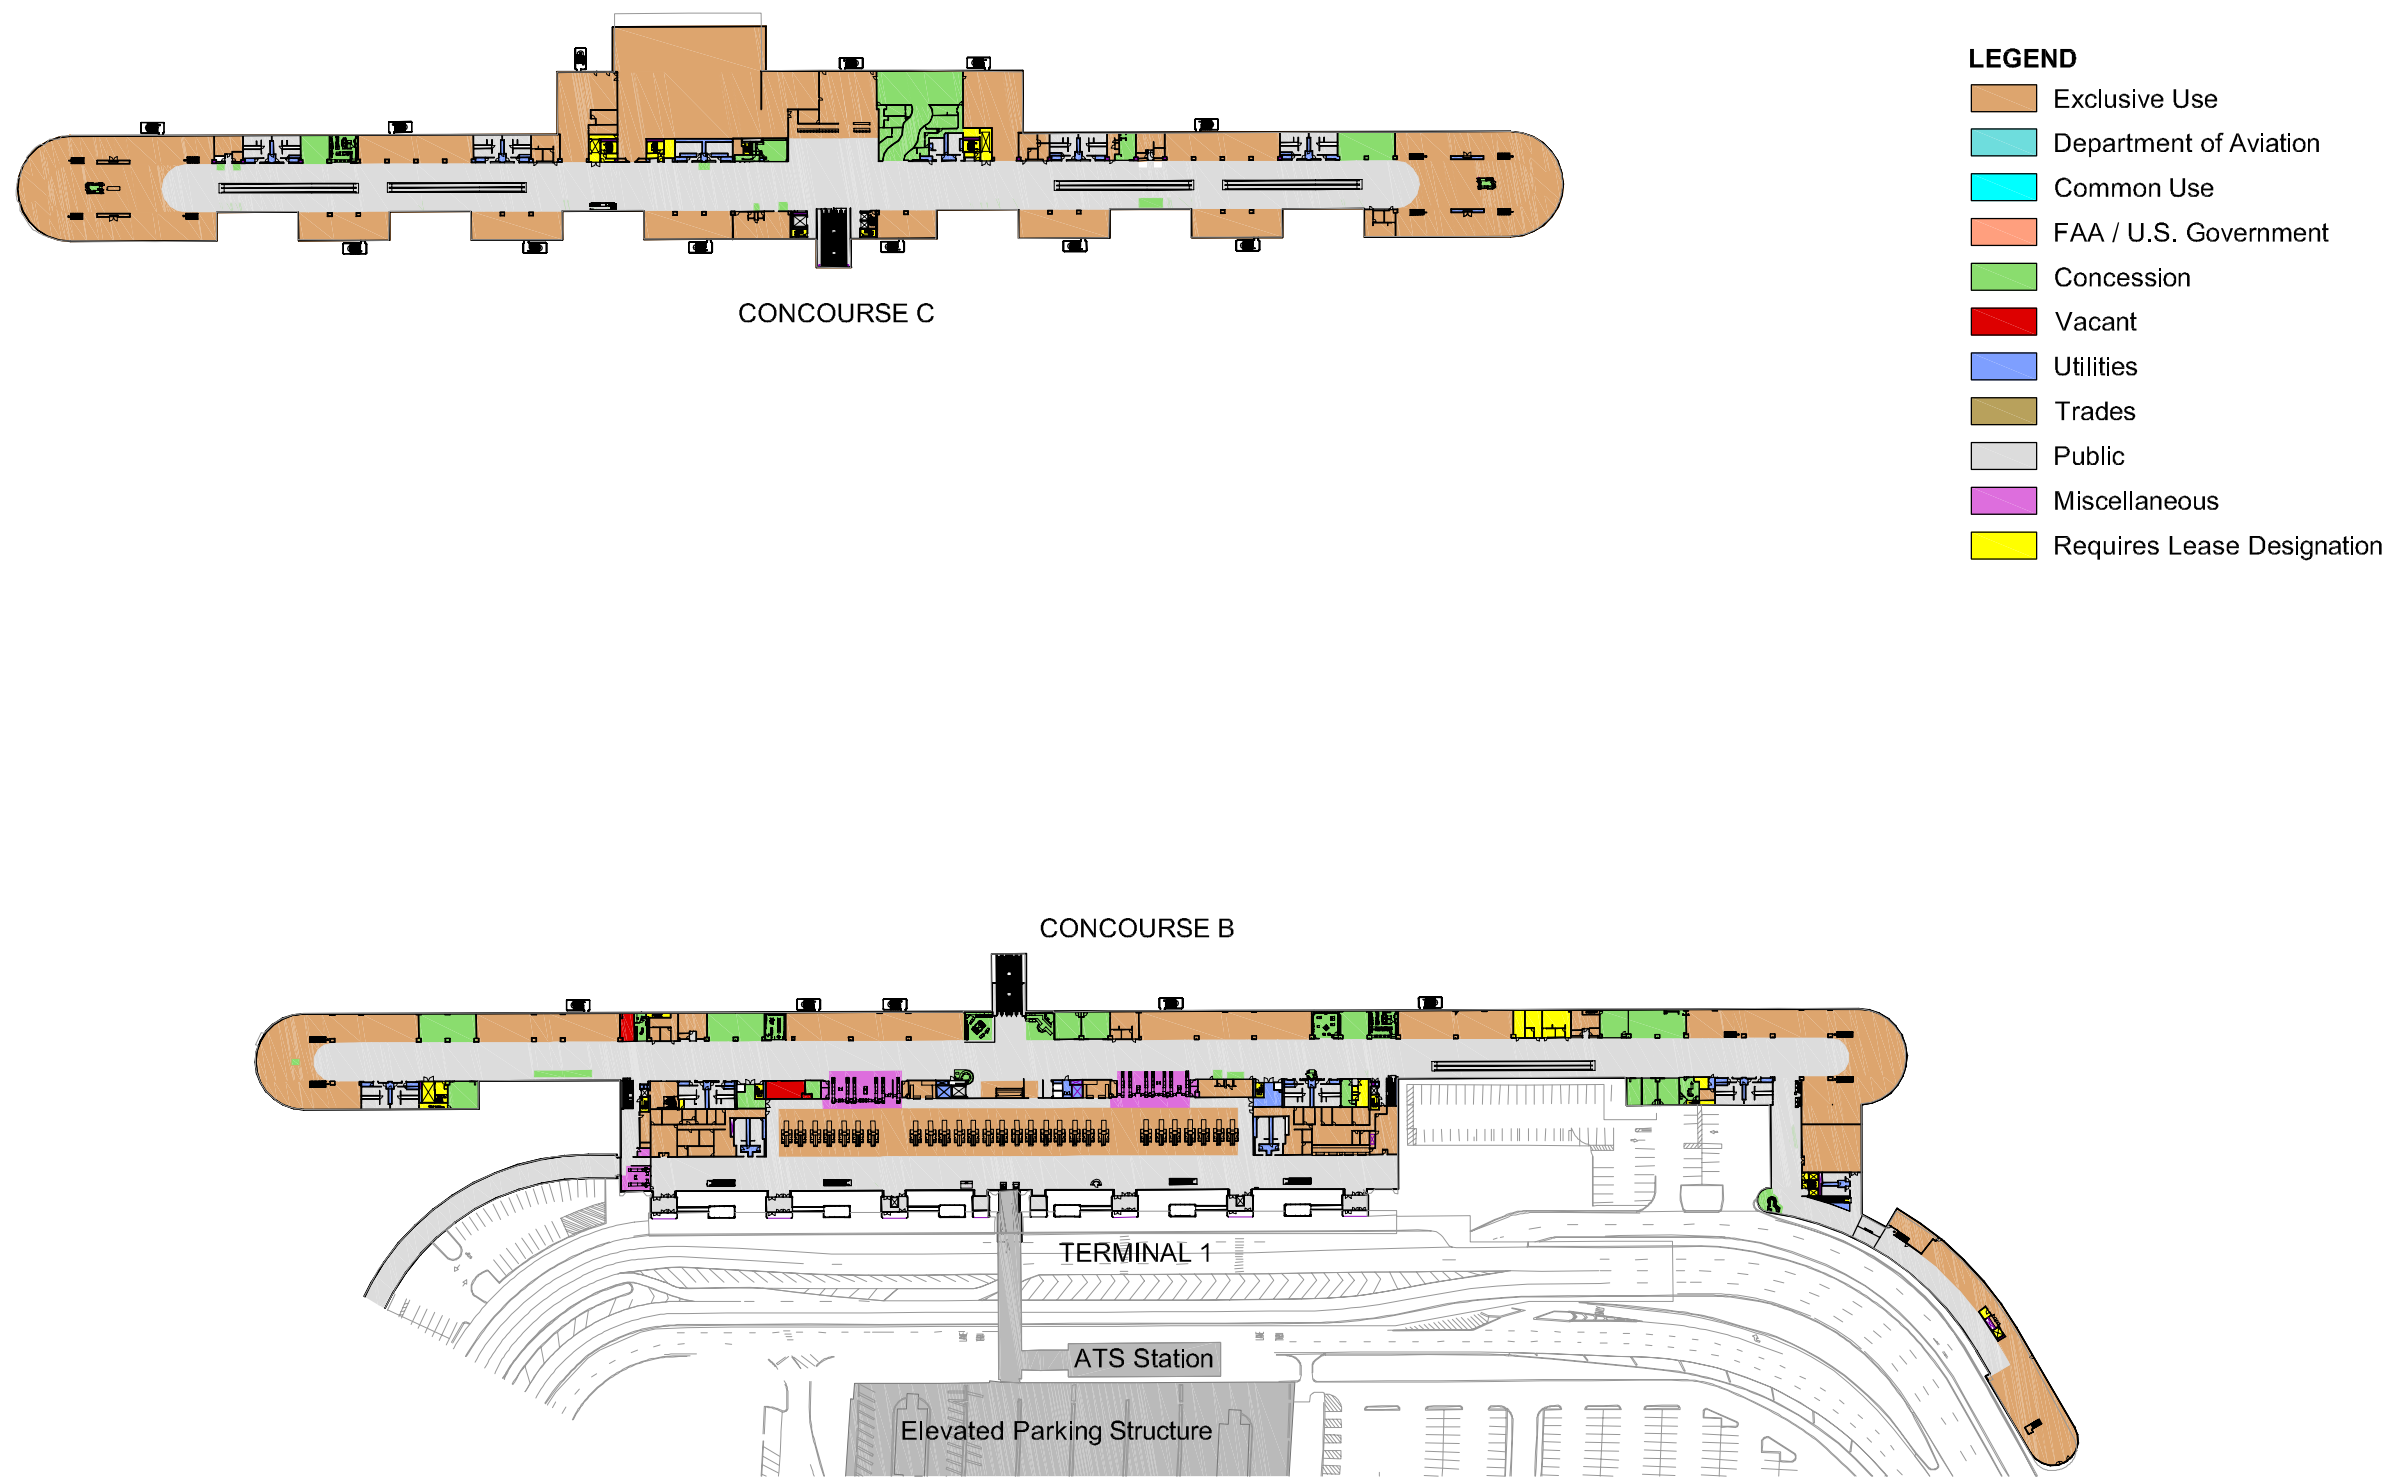 LEGEND
Exclusive Use
Department of Aviation
Common Use
FAA / U.S. Government
Concession
Vacant
Utilities
Trades
Public
Miscellaneous
Requires Lease Designation
CONCOURSE C
CONCOURSE B
TERMINAL 1
ATS Station
Elevated Parking Structure